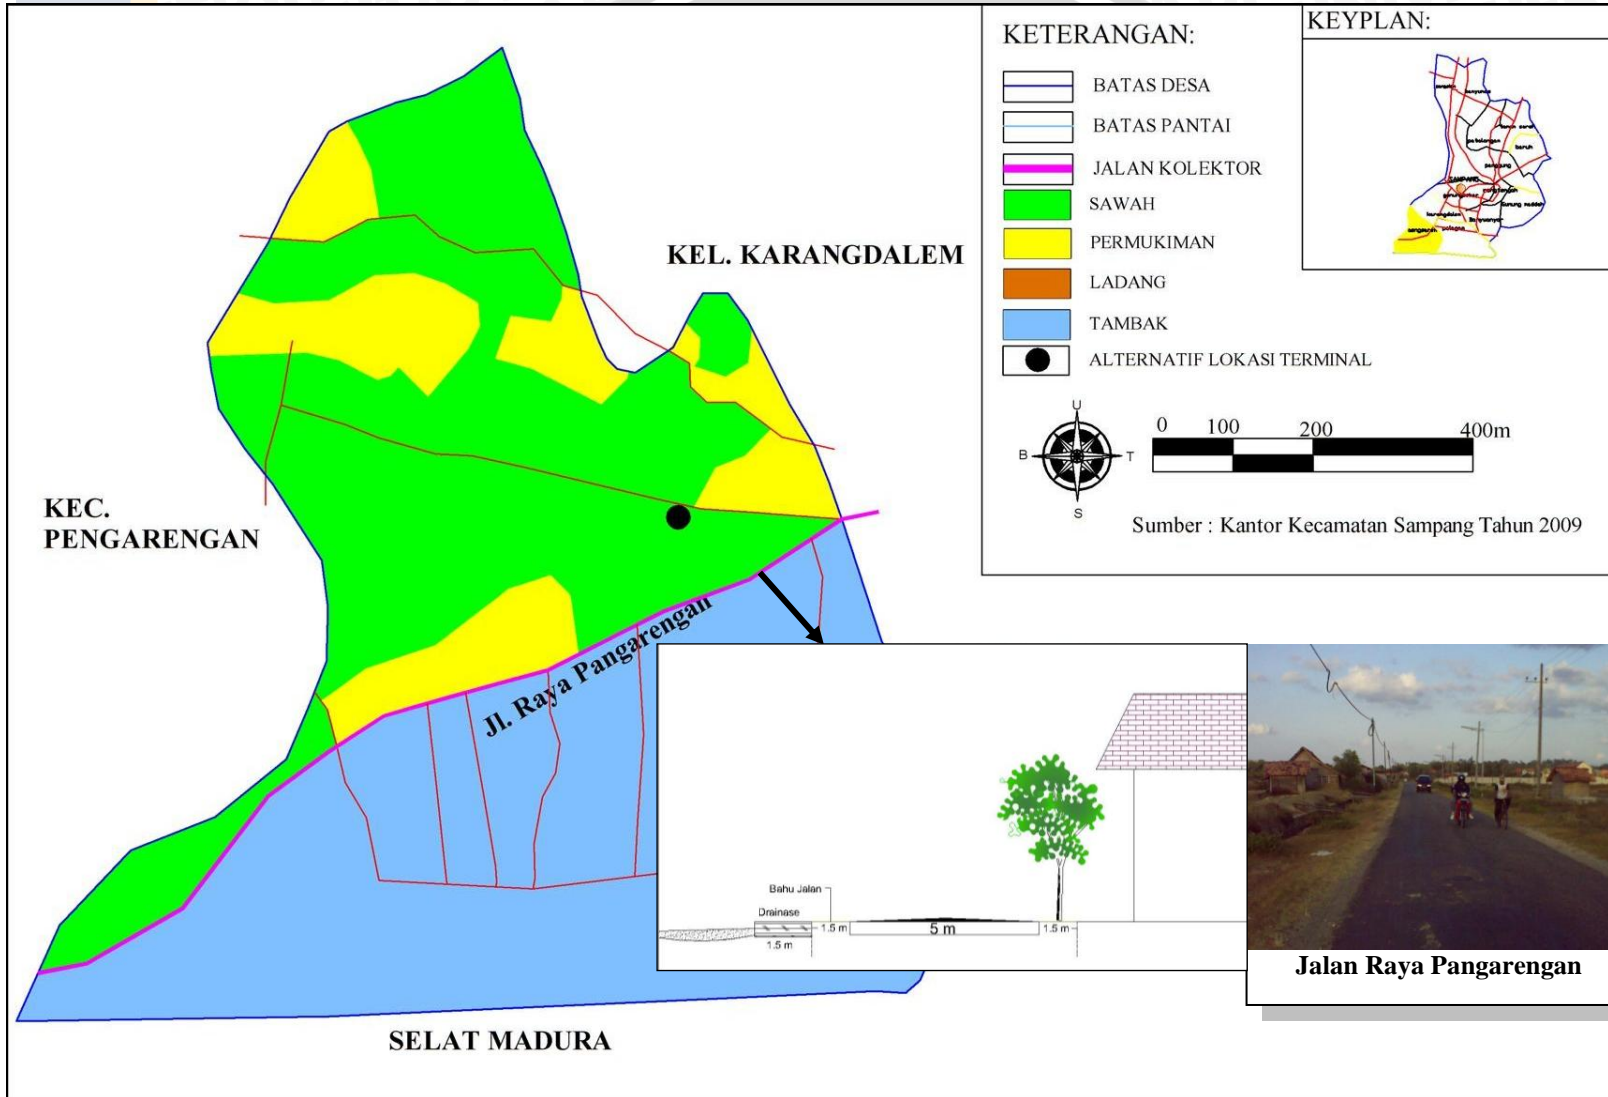 KETERANGAN:
BATAS DESA
BATAS PANTAI
JALAN KOLEKTOR
SAWAH
PERMUKIMAN
LADANG
TAMBAK
ALTERNATIF LOKASI TERMINAL
U
B
T
S
0 100 200 400m
Sumber : Kantor Kecamatan Sampang Tahun 2009
KEYPLAN:
KEL. KARANGDALEM
KEC.
PENGARENGAN
Jl. Raya Pangarengan
SELAT MADURA
Bahu Jalan
Drainase
1.5 m
1.5 m
5 m
1.5 m
Jalan Raya Pangarengan